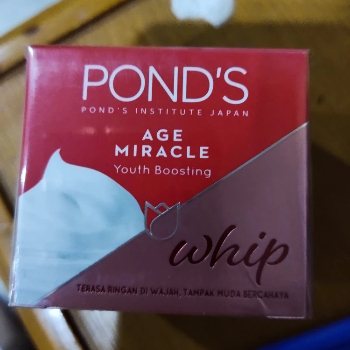 POND'S
POND'S INSTITUTE JAPAN
AGE
MIRACLE
Youth Boosting
whip
TERASA RINGAN DI WAJAH, TAMPAK MUDA BERCAHAYA